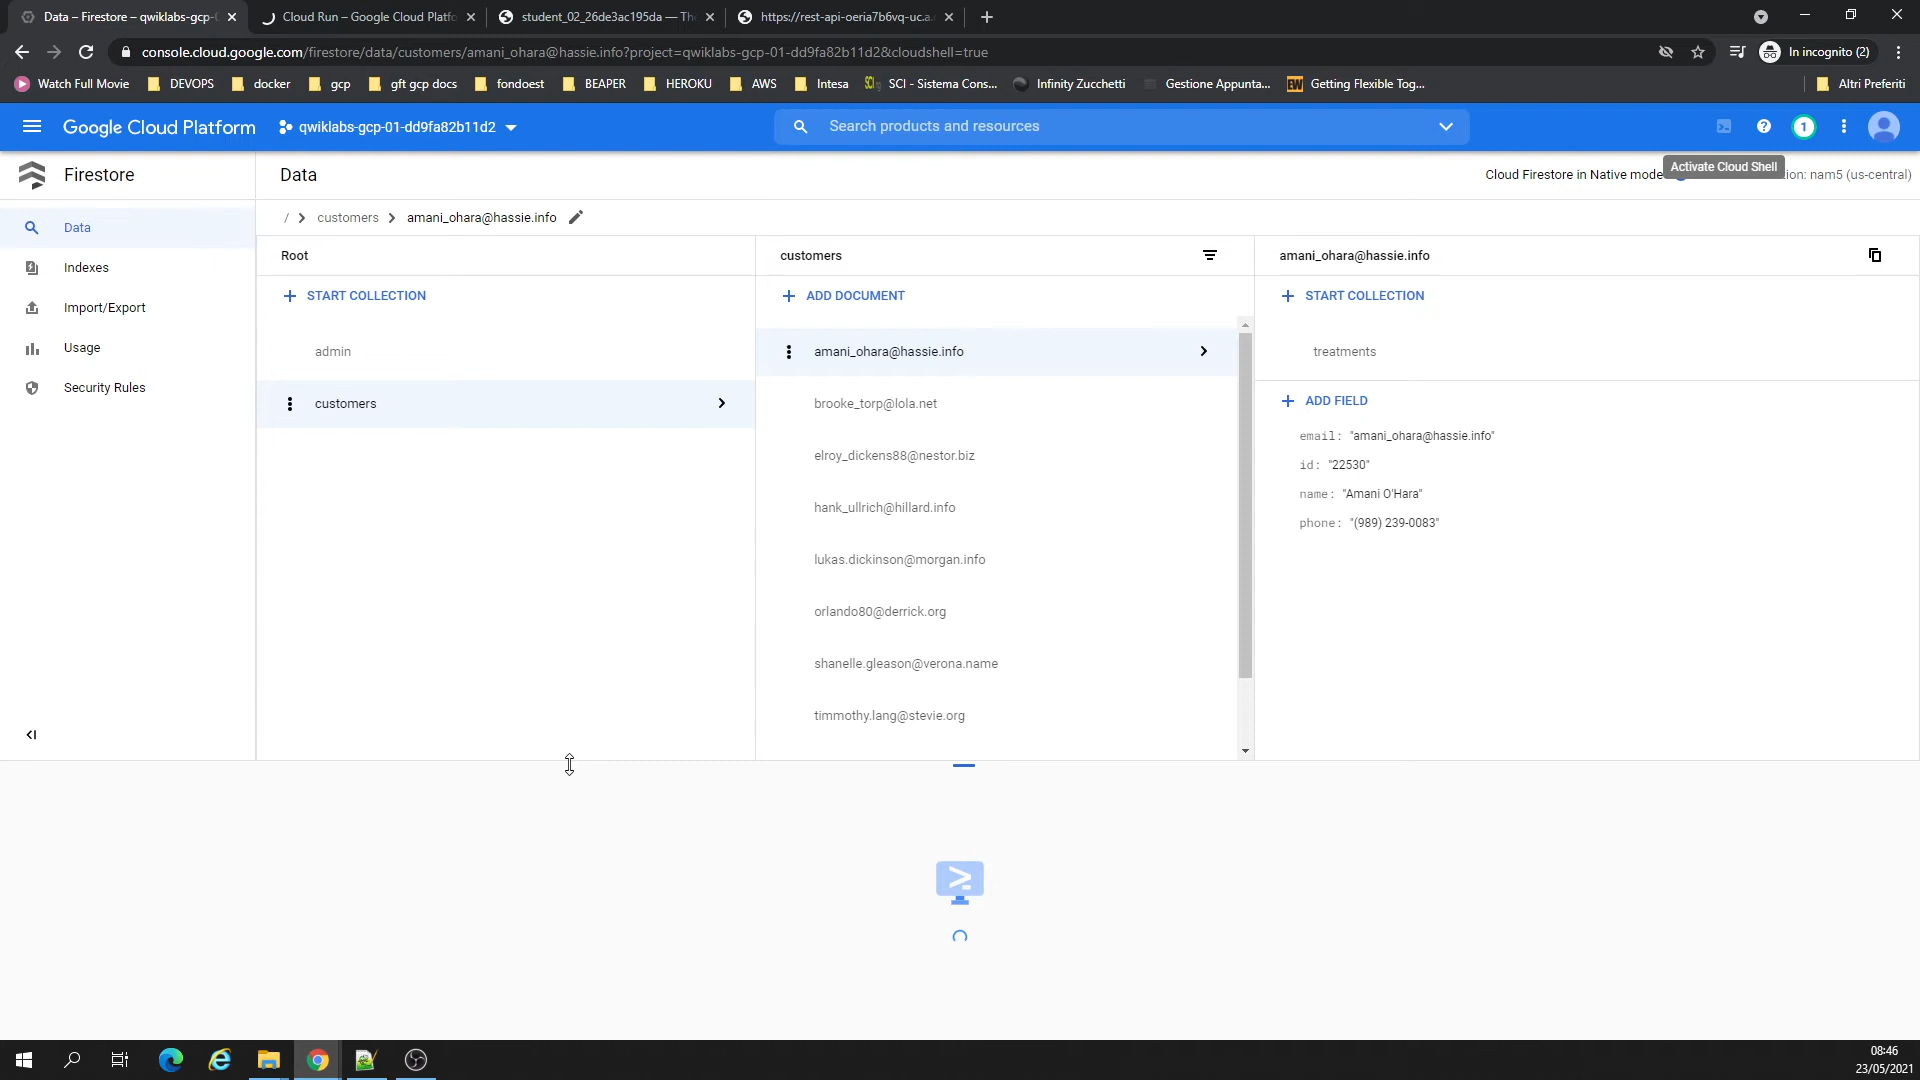 Data – Firestore – qwiklabs-gcp-
Cloud Run – Google Cloud Platfo
student_02_26de3ac195da — Th
https://rest-api-oeria7b6vq-uc.a.
console.cloud.google.com/firestore/data/customers/amani_ohara@hassie.info?project=qwiklabs-gcp-01-dd9fa82b11d2&cloudshell=true
In incognito (2)
Watch Full Movie
DEVOPS
docker
gcp
gft gcp docs
fondoest
BEAPER
HEROKU
AWS
Intesa
SCI - Sistema Cons...
Infinity Zucchetti
Gestione Appunta...
Getting Flexible Tog...
Altri Preferiti
Google Cloud Platform
qwiklabs-gcp-01-dd9fa82b11d2
Search products and resources
1
Activate Cloud Shell
Firestore
Data
Cloud Firestore in Native mode
ion: nam5 (us-central)
Data
Indexes
Import/Export
Usage
Security Rules
/ customers amani_ohara@hassie.info
Root
START COLLECTION
admin
customers
customers
ADD DOCUMENT
amani_ohara@hassie.info
brooke_torp@lola.net
elroy_dickens88@nestor.biz
hank_ullrich@hillard.info
lukas.dickinson@morgan.info
orlando80@derrick.org
shanelle.gleason@verona.name
timmothy.lang@stevie.org
amani_ohara@hassie.info
START COLLECTION
treatments
ADD FIELD
email: "amani_ohara@hassie.info"
id: "22530"
name: "Amani O'Hara"
phone: "(989) 239-0083"
08:46
23/05/2021